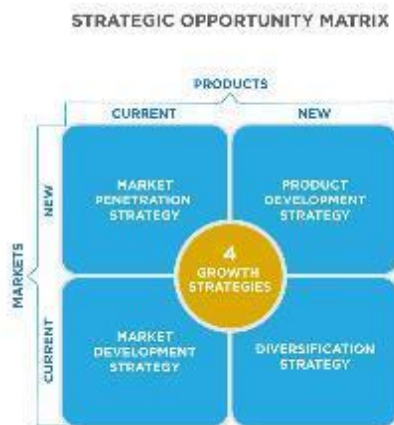 STRATEGIC OPPORTUNITY MATRIX
PRODUCTS
CURRENT
NEW
MARKETS
NEW
CURRENT
MARKET
PENETRATION
STRATEGY
PRODUCT
DEVELOPMENT
STRATEGY
4
GROWTH
STRATEGIES
MARKET
DEVELOPMENT
STRATEGY
DIVERSIFICATION
STRATEGY